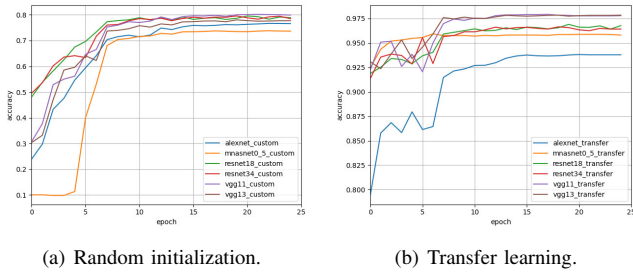 0.8
0.7
0.6
0.5
0.4
0.3
0.2
0.1
accuracy
0
5
10
15
20
25
epoch
alexnet_custom
mnasnet0_5_custom
resnet18_custom
resnet34_custom
vgg11_custom
vgg13_custom
(a) Random initialization.
0.975
0.950
0.925
0.900
0.875
0.850
0.825
0.800
accuracy
0
5
10
15
20
25
epoch
alexnet_transfer
mnasnet0_5_transfer
resnet18_transfer
resnet34_transfer
vgg11_transfer
vgg13_transfer
(b) Transfer learning.